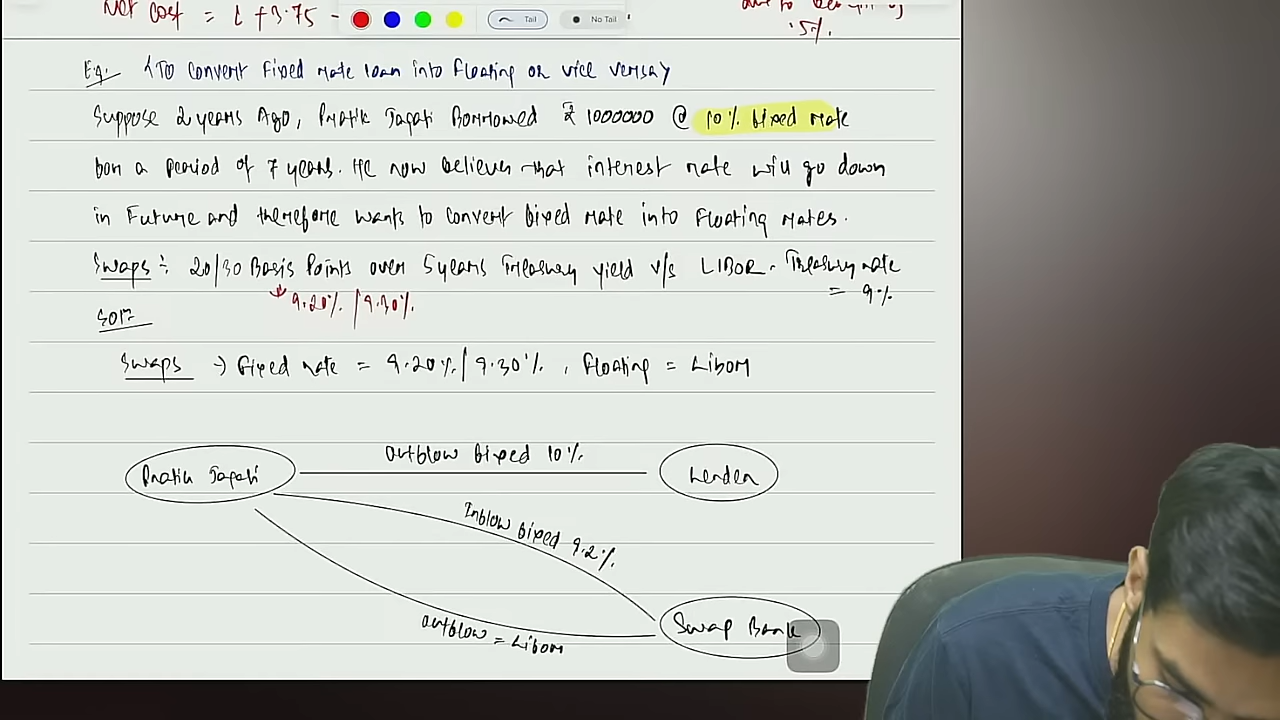 Net Cost = L + 3.75 -
Tail
No Tail
.5%.
E.g. <To convert Fixed rate loan into Floating or vice versa>
Suppose 2 years Ago, Pratik Jagati Borrowed ₹ 1000000 @ 10% fixed rate
for a period of 7 years. He now believes that interest rate will go down
in Future and therefore wants to convert fixed rate into Floating rates.
Swaps :- 20/30 Basis Points over 5 years Treasury yield v/s LIBOR. Treasury rate
= 9%
→ 9.20% / 9.30%
Soln
Swaps → Fixed rate = 9.20% / 9.30%, Floating = Libor
Outflow fixed 10%
Pratik Jagati
Lender
Inflow fixed 9.2%
Outflow = Libor
Swap Bank